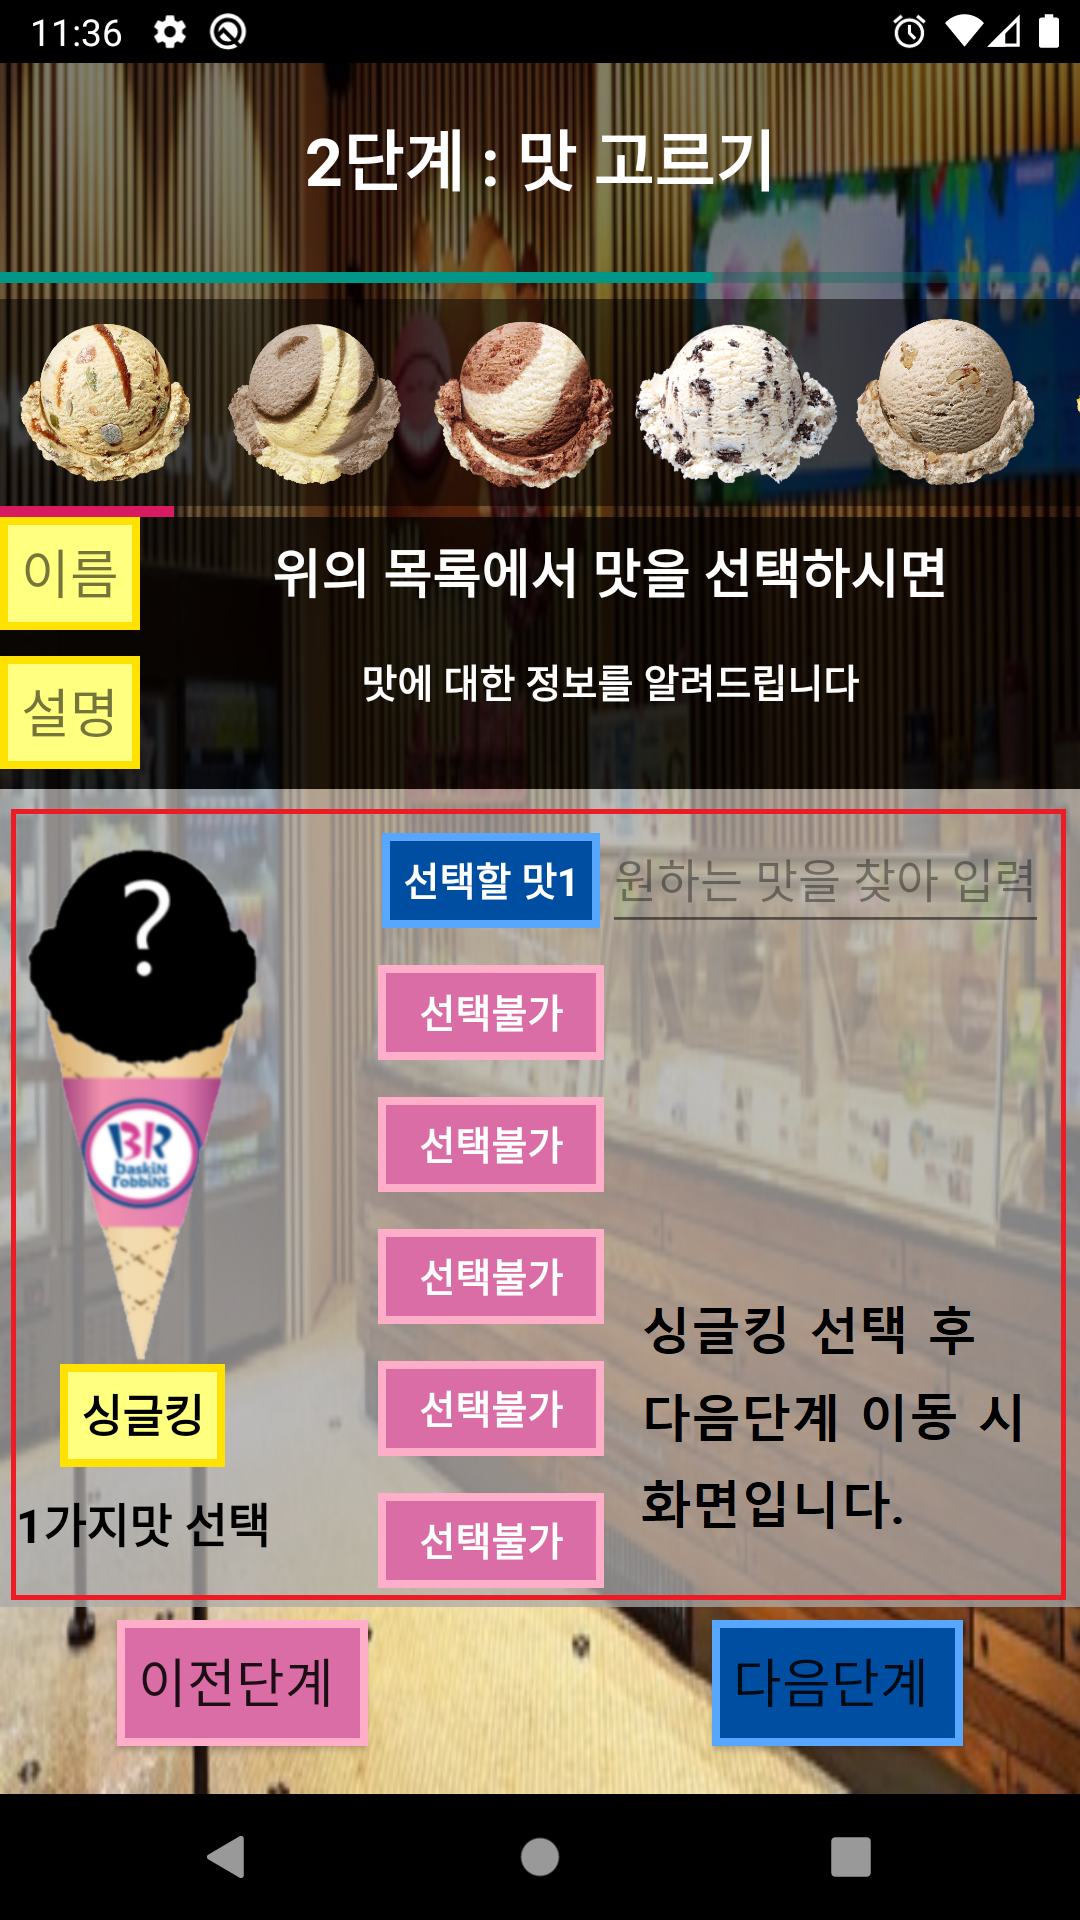 11:36
2단계 : 맛 고르기
이름
위의 목록에서 맛을 선택하시면
설명
맛에 대한 정보를 알려드립니다
선택할 맛1
원하는 맛을 찾아 입력
?
선택불가
BR
baskiN
robbiNS
선택불가
선택불가
선택불가
선택불가
싱글킹 선택 후
다음단계 이동 시
화면입니다.
싱글킹
1가지맛 선택
이전단계
다음단계